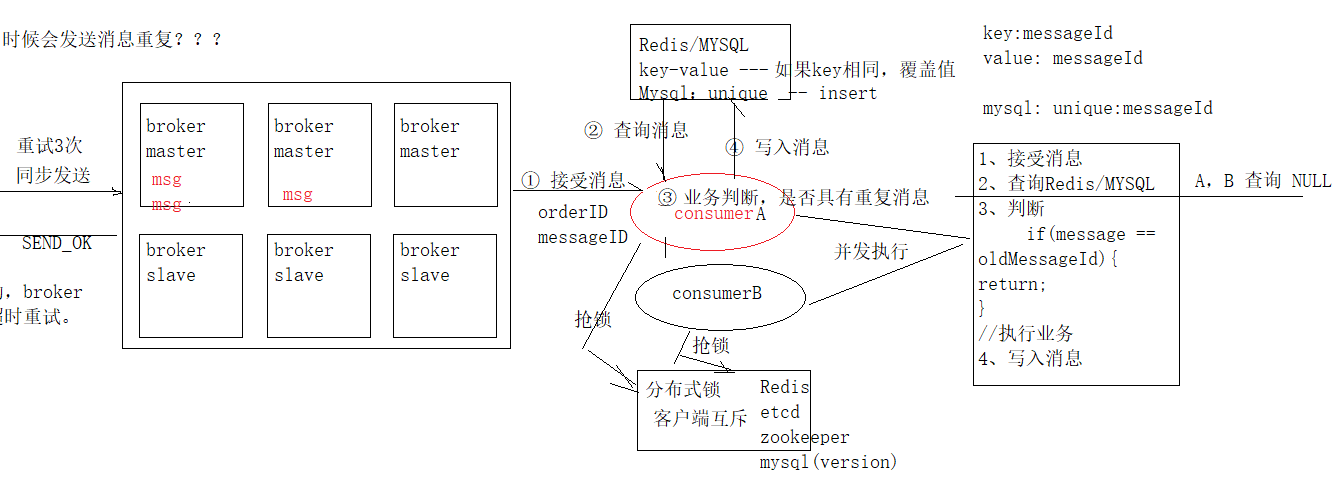 时候会发送消息重复？？？
重试3次
同步发送
SEND_OK
，broker
时重试。
broker
master
msg
msg
broker
master
msg
broker
master
broker
slave
broker
slave
broker
slave
Redis/MYSQL
key-value --- 如果key相同，覆盖值
Mysql：unique -- insert
② 查询消息
④ 写入消息
① 接受消息
orderID
messageID
③ 业务判断，是否具有重复消息
consumerA
consumerB
并发执行
抢锁
抢锁
分布式锁
客户端互斥
Redis
etcd
zookeeper
mysql(version)
key:messageId
value: messageId
mysql: unique:messageId
1、接受消息
2、查询Redis/MYSQL
3、判断
if(message ==
oldMessageId){
return;
}
//执行业务
4、写入消息
A，B 查询 NULL